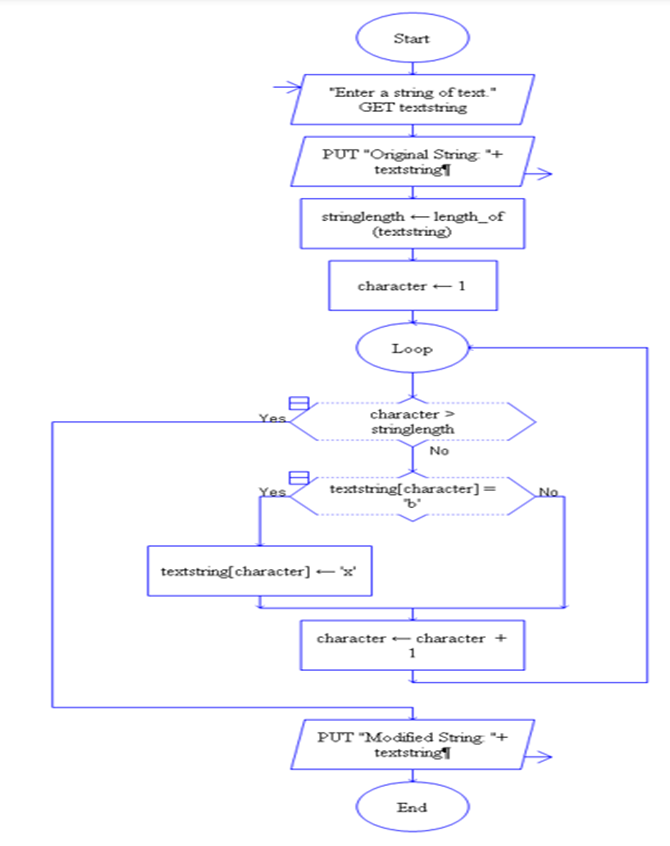 Start
"Enter a string of text."
GET textstring
PUT "Original String: "+
textstring¶
stringlength ← length_of
(textstring)
character ← 1
Loop
Yes
character >
stringlength
No
Yes
textstring[character] =
'b'
No
textstring[character] ← 'x'
character ← character +
1
PUT "Modified String: "+
textstring¶
End